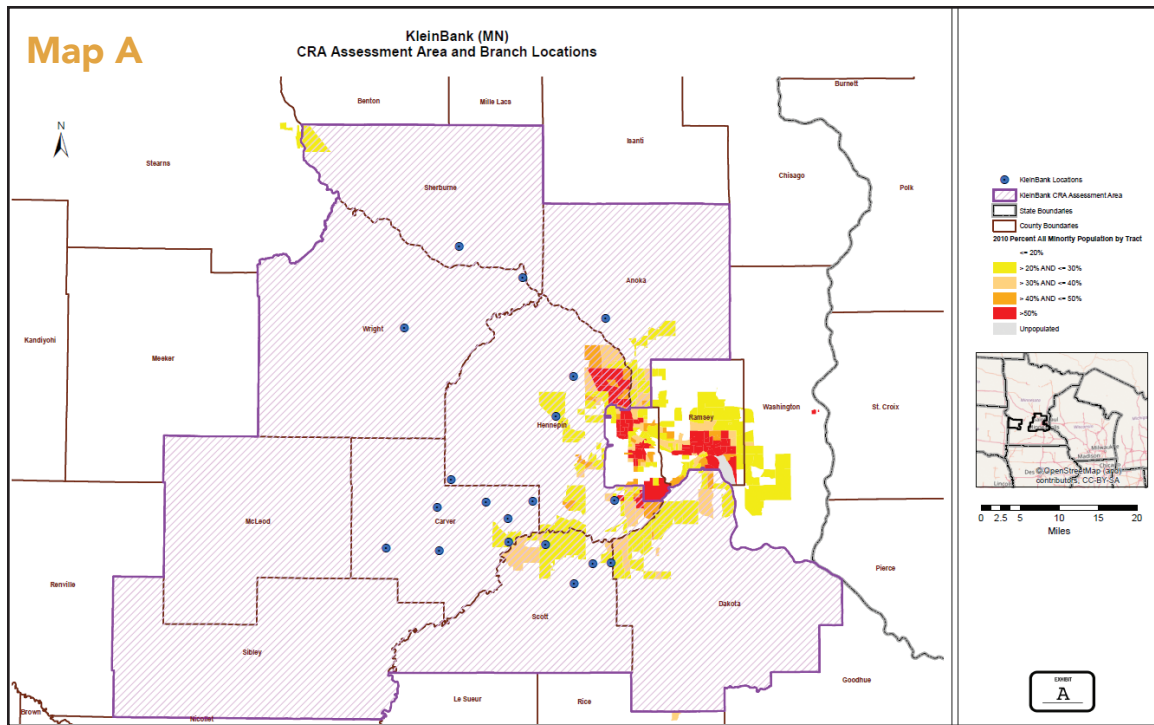 Map A
KleinBank (MN)
CRA Assessment Area and Branch Locations
N
Benton
Mille Lacs
Burnett
Isanti
Stearns
Chisago
Polk
Sherburne
Anoka
Wright
Kandiyohi
Meeker
Hennepin
Ramsey
Washington
St. Croix
McLeod
Carver
Renville
Pierce
Scott
Dakota
Sibley
Goodhue
Le Sueur
Rice
Brown
Nicollet
KleinBank Locations
KleinBank CRA Assessment Area
State Boundaries
County Boundaries
2010 Percent All Minority Population by Tract
<= 20%
> 20% AND <= 30%
> 30% AND <= 40%
> 40% AND <= 50%
>50%
Unpopulated
© OpenStreetMap (and)
contributors, CC-BY-SA
0 2.5 5 10 15 20
Miles
EXHIBIT
A